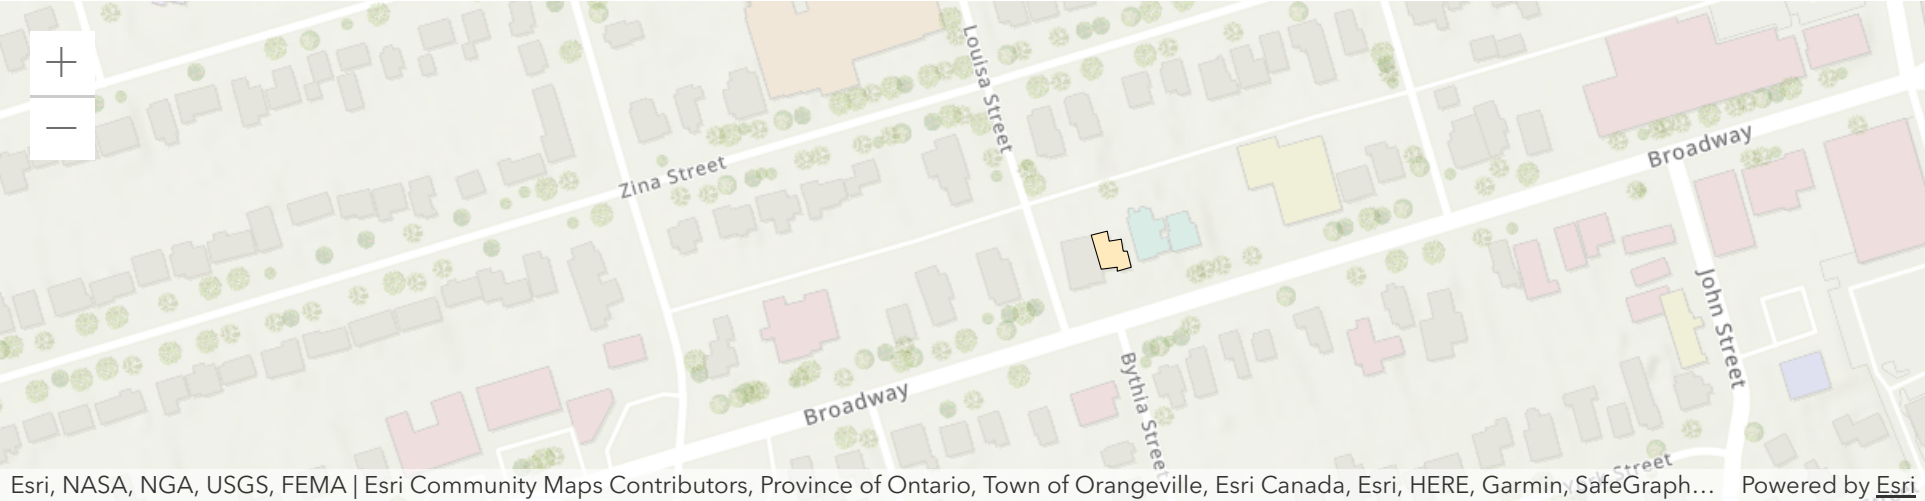 Louisa Street
Zina Street
Broadway
John Street
Bythia Street
Broadway
Street
Esri, NASA, NGA, USGS, FEMA | Esri Community Maps Contributors, Province of Ontario, Town of Orangeville, Esri Canada, Esri, HERE, Garmin, SafeGraph… Powered by Esri